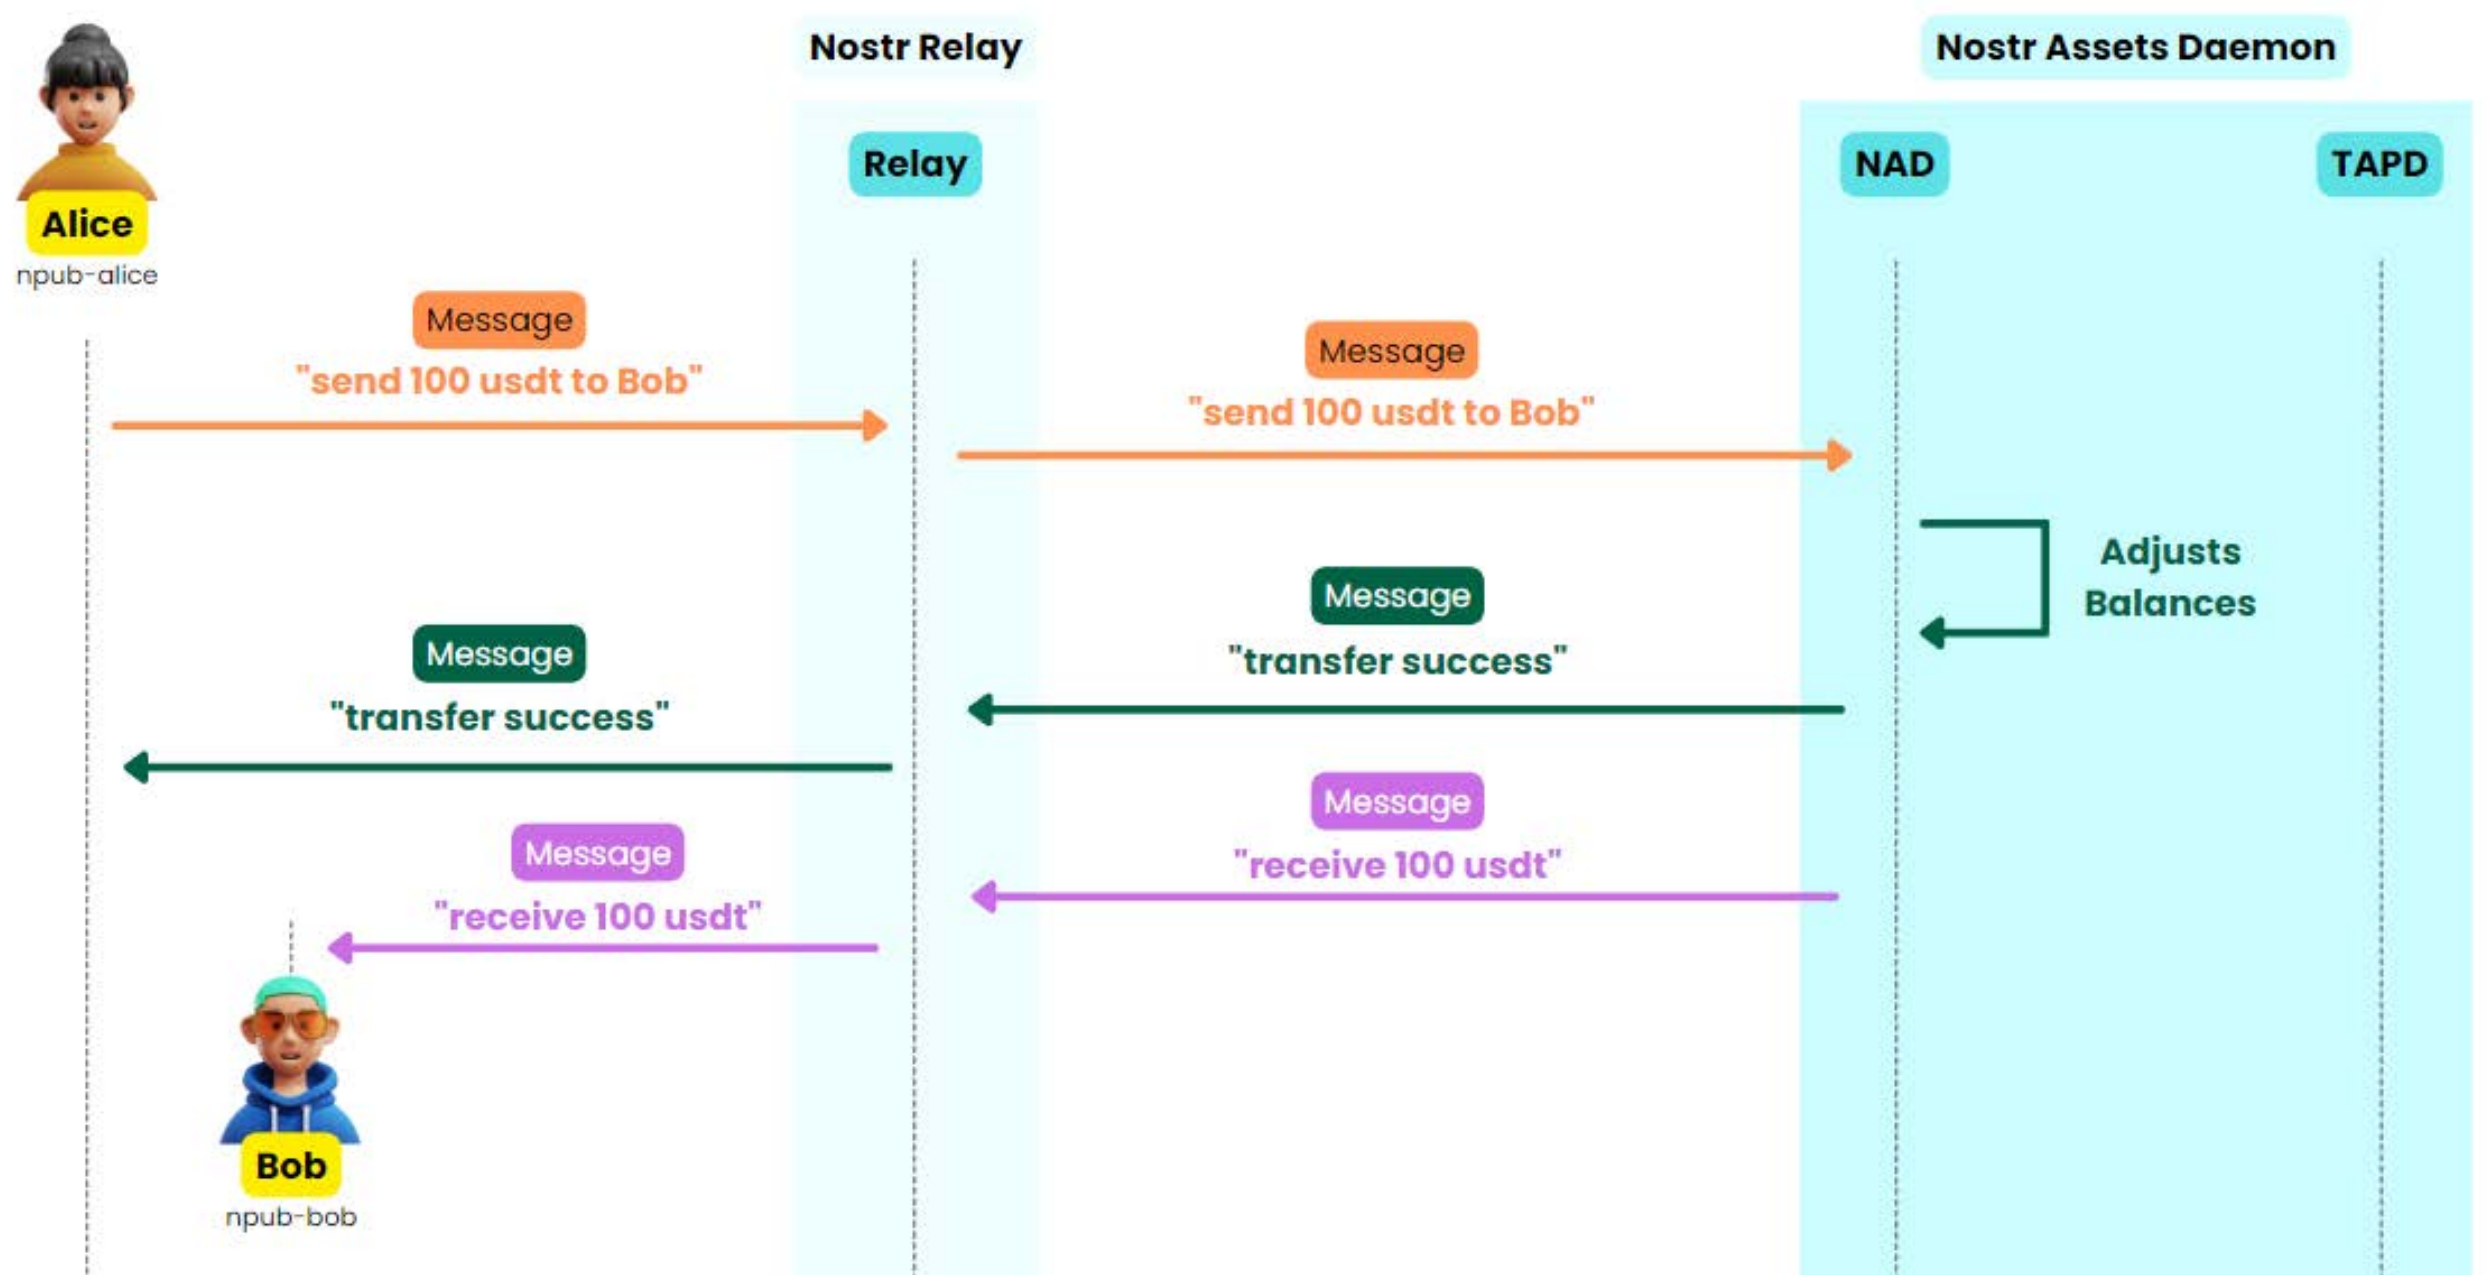 Nostr Relay
Nostr Assets Daemon
Relay
NAD
TAPD
Alice
npub-alice
Message
"send 100 usdt to Bob"
Message
"send 100 usdt to Bob"
Adjusts
Balances
Message
"transfer success"
Message
"transfer success"
Message
"receive 100 usdt"
Message
"receive 100 usdt"
Bob
npub-bob